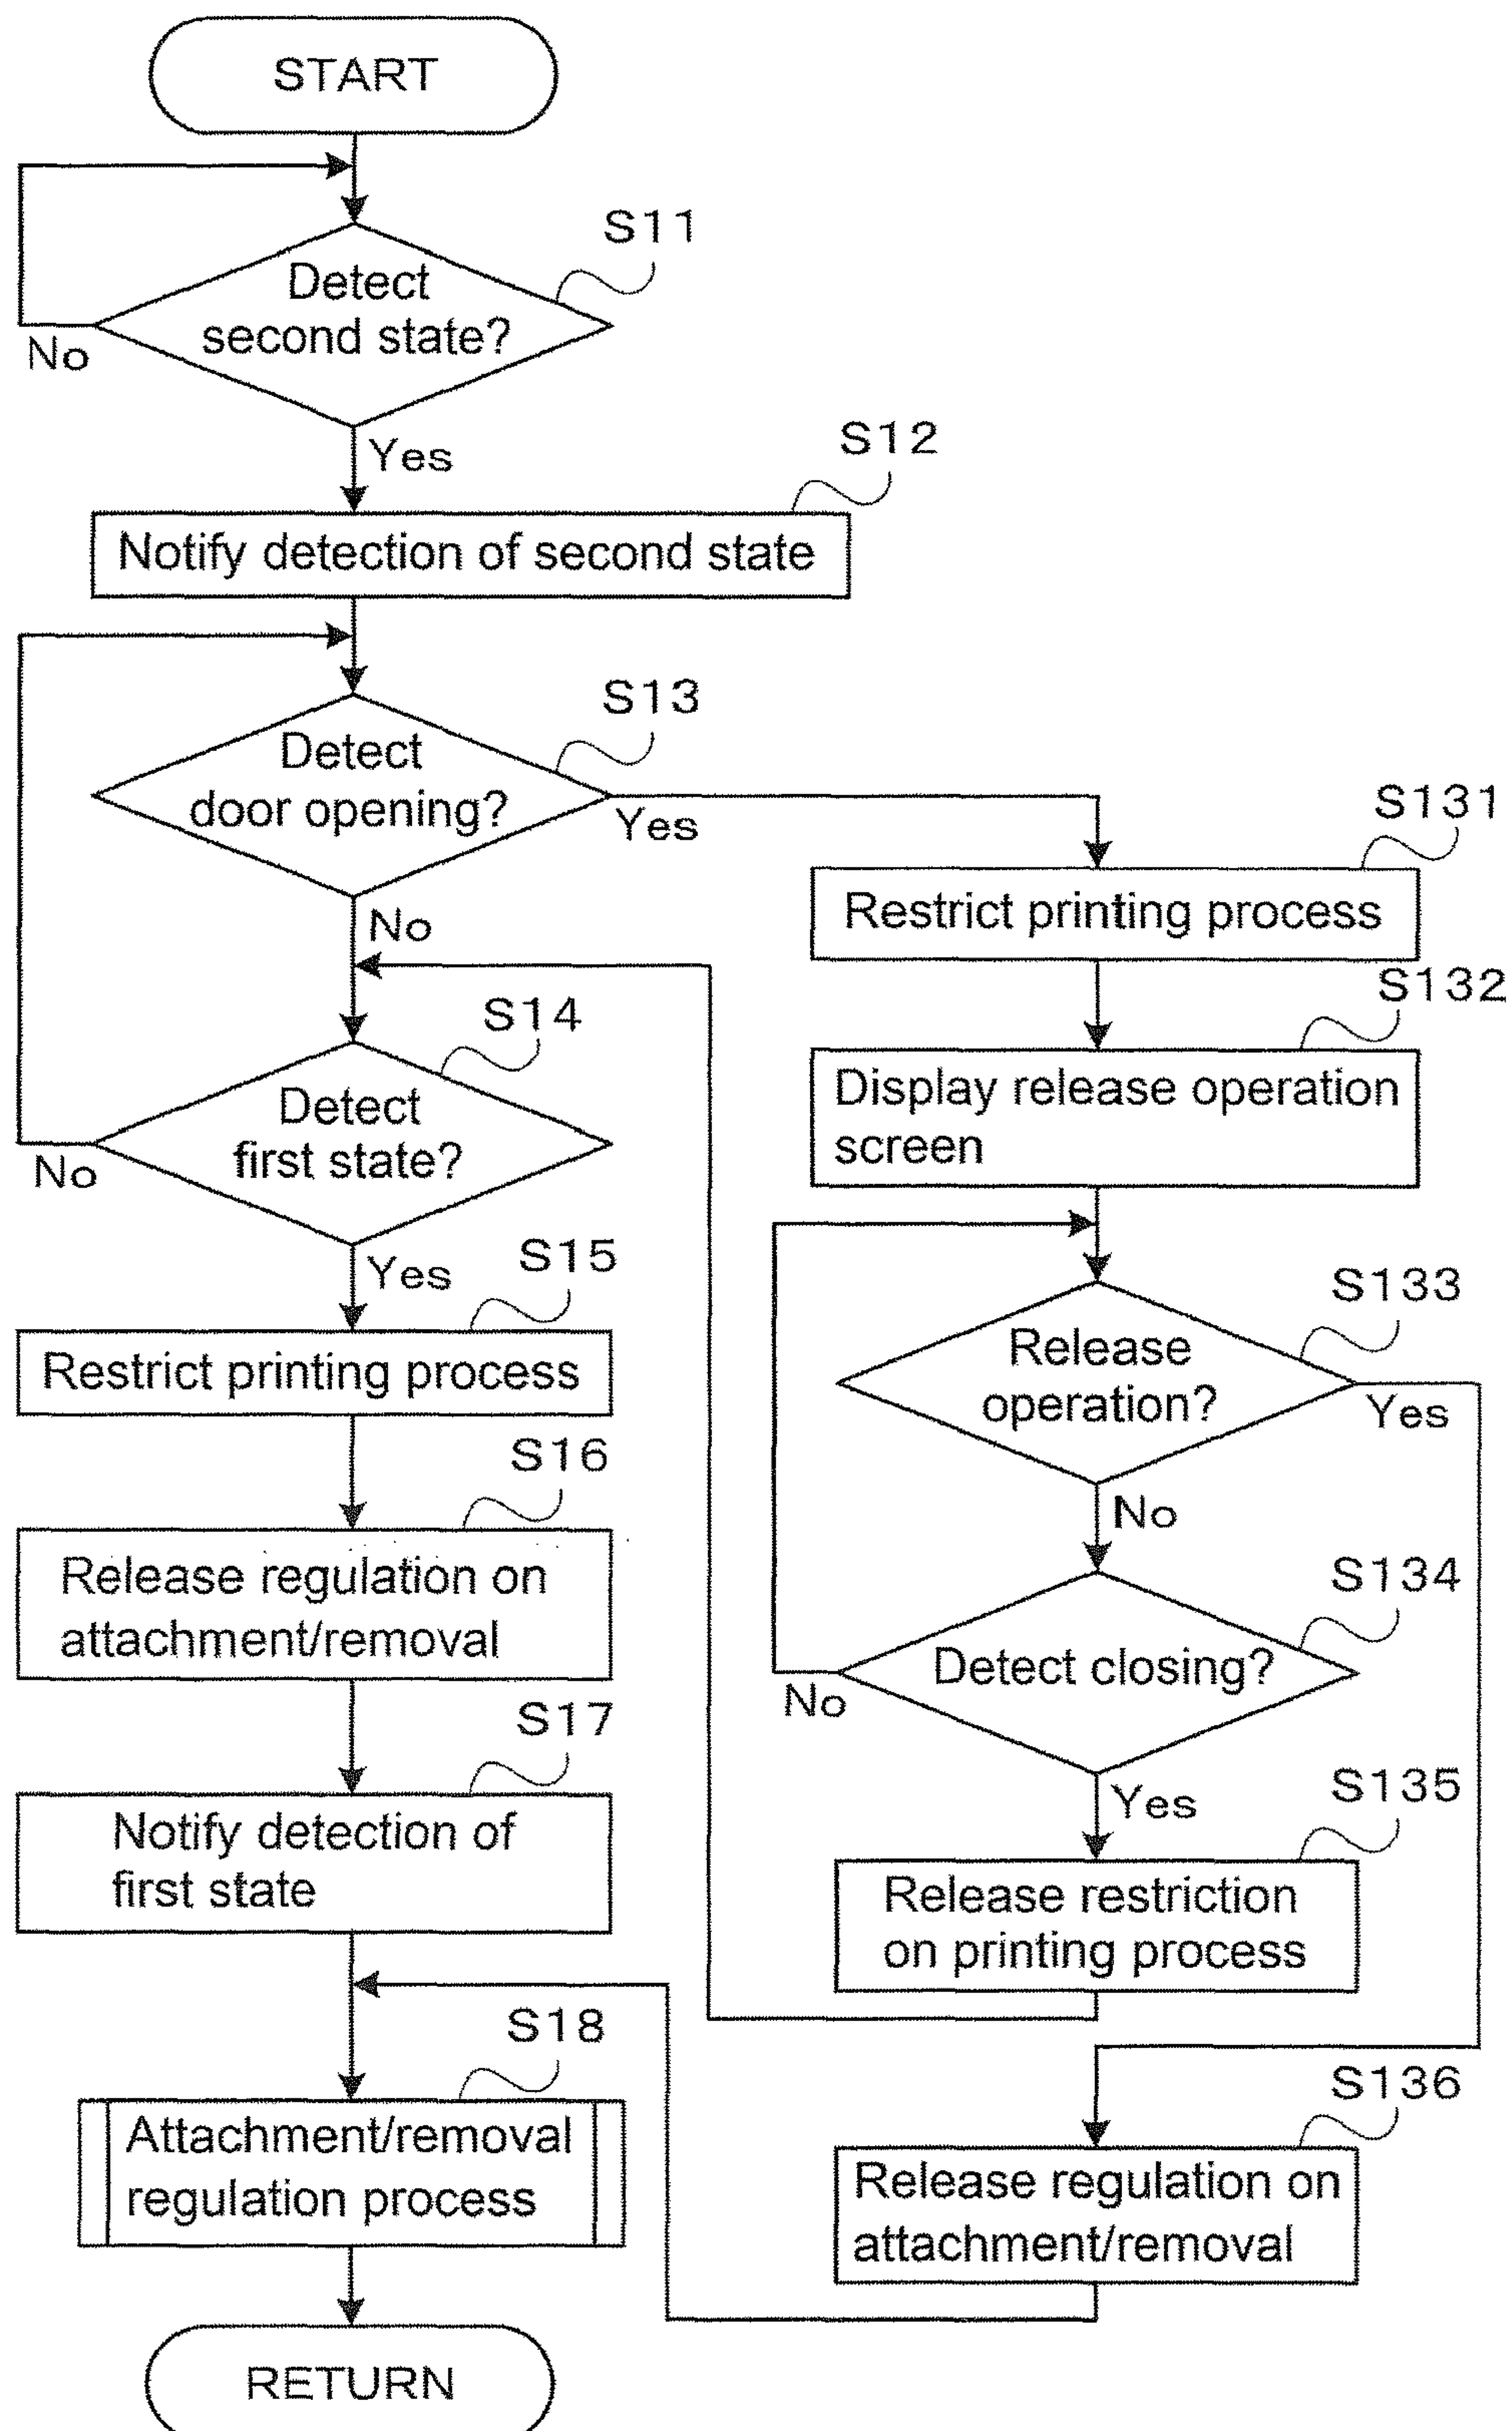 START
S11
Detect
second state?
No
Yes
S12
Notify detection of second state
S13
Detect
door opening?
Yes
No
S14
Detect
first state?
No
Yes
S15
Restrict printing process
S16
Release regulation on
attachment/removal
S17
Notify detection of
first state
S18
Attachment/removal
regulation process
RETURN
S131
Restrict printing process
S132
Display release operation
screen
S133
Release
operation?
Yes
No
S134
Detect closing?
No
Yes
S135
Release restriction
on printing process
S136
Release regulation on
attachment/removal